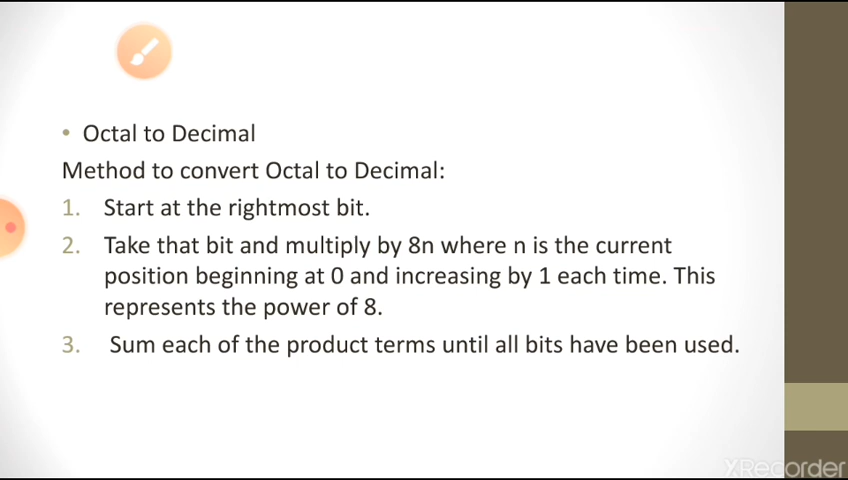 • Octal to Decimal
Method to convert Octal to Decimal:
1. Start at the rightmost bit.
2. Take that bit and multiply by 8n where n is the current
position beginning at 0 and increasing by 1 each time. This
represents the power of 8.
3. Sum each of the product terms until all bits have been used.
XRecorder